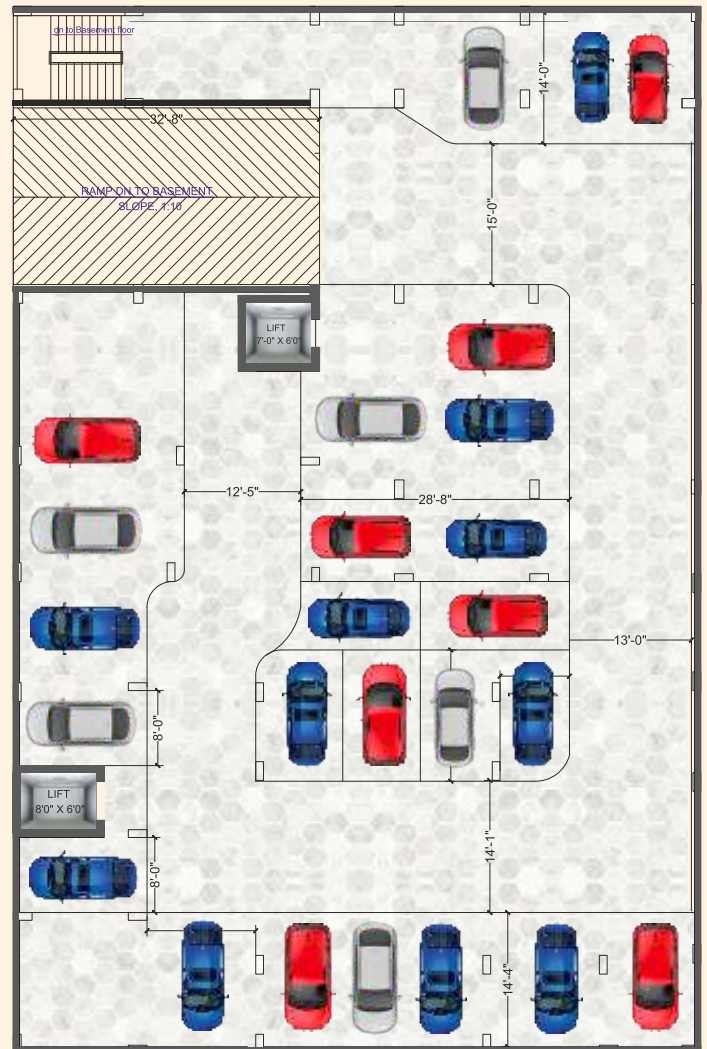 dn to Basement floor
14'-0"
32'-8"
RAMP DN TO BASEMENT
SLOPE, 1:10
15'-0"
LIFT
7'-0" X 6'0"
12'-5"
28'-8"
13'-0"
8'-0"
LIFT
8'0" X 6'0"
14'-1"
8'-0"
14'-4"